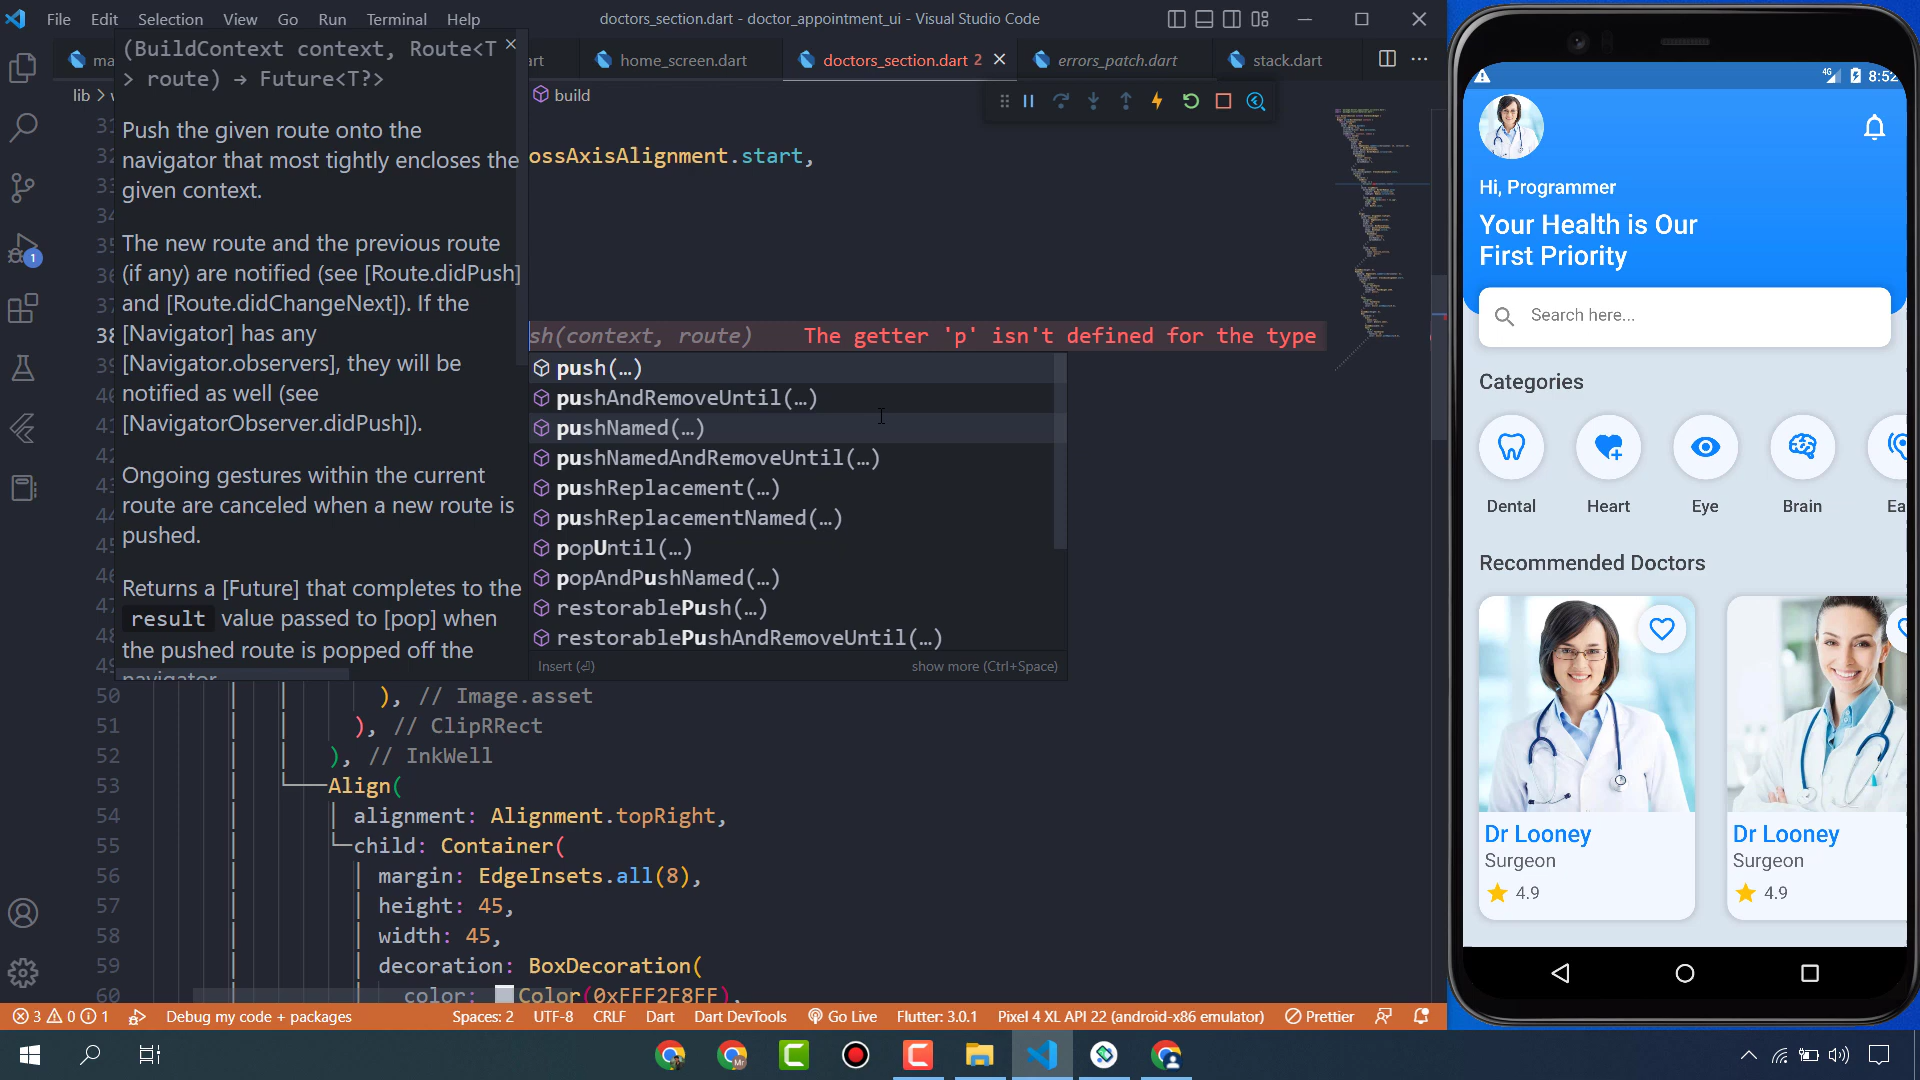 File Edit Selection View Go Run Terminal Help
doctors_section.dart - doctor_appointment_ui - Visual Studio Code
home_screen.dart
doctors_section.dart 2
errors_patch.dart
stack.dart
lib >
build
(BuildContext context, Route<T
> route) → Future<T?>
Push the given route onto the
navigator that most tightly encloses the
given context.
The new route and the previous route
(if any) are notified (see [Route.didPush]
and [Route.didChangeNext]). If the
[Navigator] has any
[Navigator.observers], they will be
notified as well (see
[NavigatorObserver.didPush]).
Ongoing gestures within the current
route are canceled when a new route is
pushed.
Returns a [Future] that completes to the
result value passed to [pop] when
the pushed route is popped off the
navigator
ossAxisAlignment.start,
38
sh(context, route) The getter 'p' isn't defined for the type
push(…)
pushAndRemoveUntil(…)
pushNamed(…)
pushNamedAndRemoveUntil(…)
pushReplacement(…)
pushReplacementNamed(…)
popUntil(…)
popAndPushNamed(…)
restorablePush(…)
restorablePushAndRemoveUntil(…)
Insert (⏎) show more (Ctrl+Space)
50 ), // Image.asset
51 ), // ClipRRect
52 ), // InkWell
53 Align(
54 alignment: Alignment.topRight,
55 child: Container(
56 margin: EdgeInsets.all(8),
57 height: 45,
58 width: 45,
59 decoration: BoxDecoration(
60 color: Color(0xFFF2F8FF),
1
3 0 1 Debug my code + packages Spaces: 2 UTF-8 CRLF Dart Dart DevTools Go Live Flutter: 3.0.1 Pixel 4 XL API 22 (android-x86 emulator) Prettier
4G 8:52
Hi, Programmer
Your Health is Our
First Priority
Search here...
Categories
Dental Heart Eye Brain Ea
Recommended Doctors
Dr Looney Dr Looney
Surgeon Surgeon
4.9 4.9